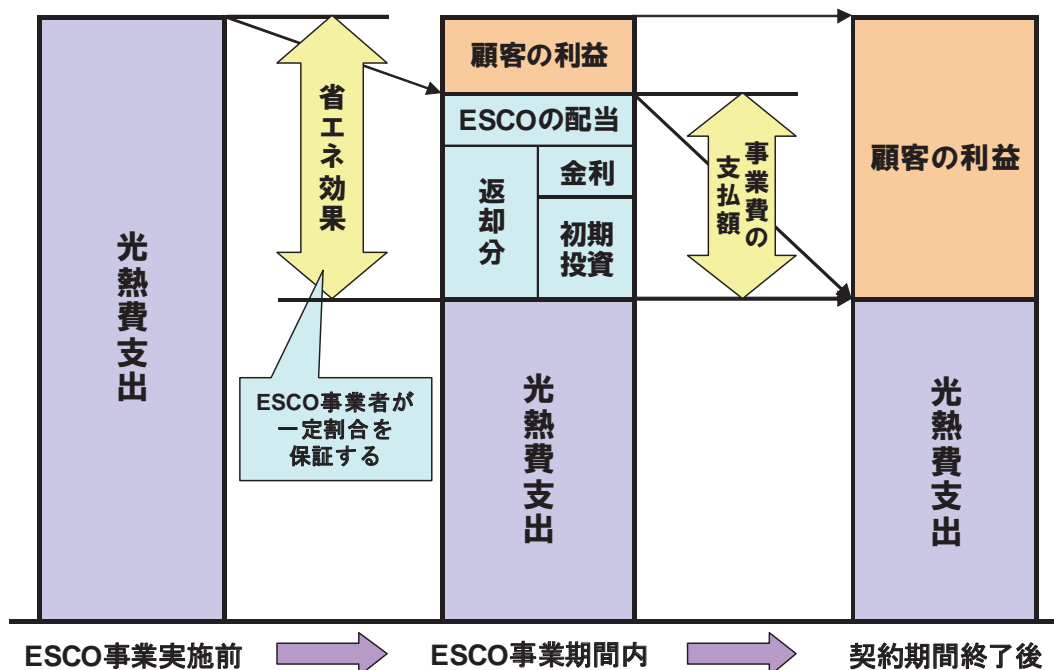 光熱費支出
省エネ効果
ESCO事業者が
一定割合を
保証する
顧客の利益
ESCOの配当
返却分
金利
初期
投資
光熱費支出
事業費の
支払額
顧客の利益
光熱費支出
ESCO事業実施前
ESCO事業期間内
契約期間終了後